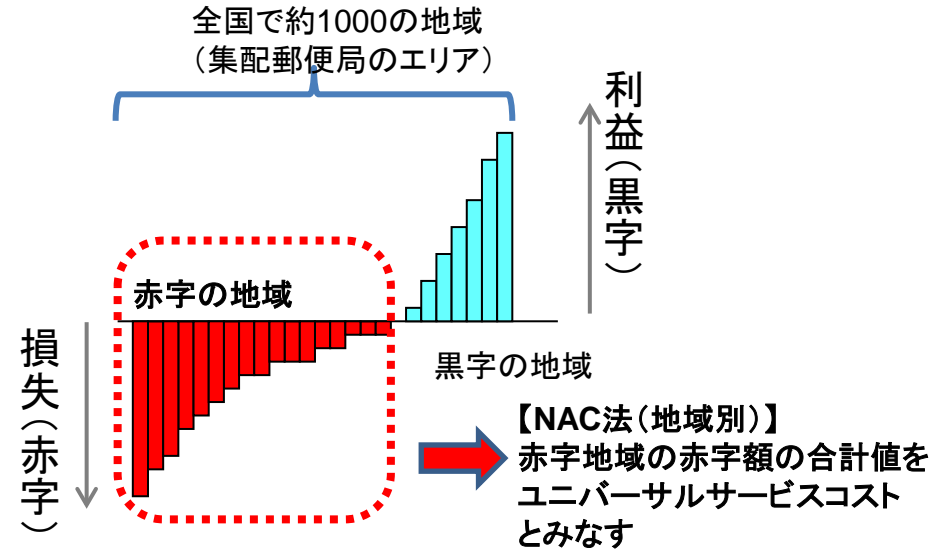 全国で約1000の地域
（集配郵便局のエリア）
利益（黒字）
赤字の地域
損失（赤字）
黒字の地域
【NAC法（地域別）】
赤字地域の赤字額の合計値を
ユニバーサルサービスコスト
とみなす